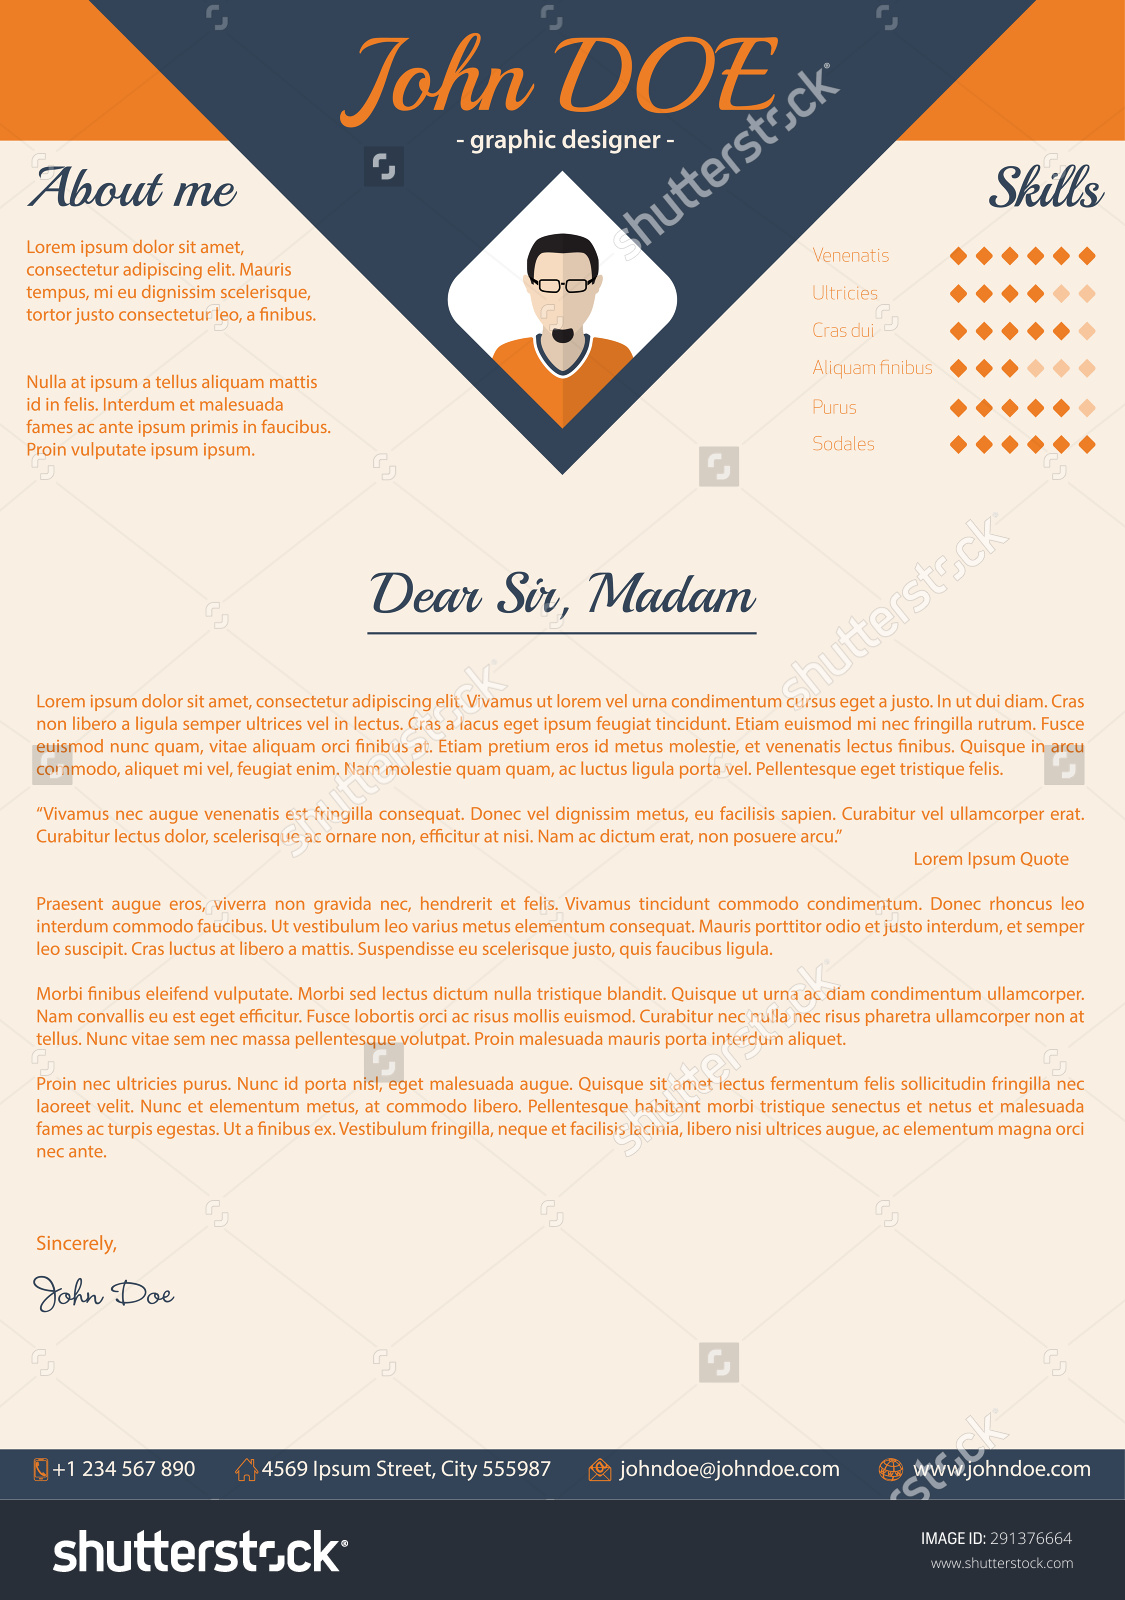 John DOE
- graphic designer -
About me
Lorem ipsum dolor sit amet,
consectetur adipiscing elit. Mauris
tempus, mi eu dignissim scelerisque,
tortor justo consectetur leo, a finibus.
Nulla at ipsum a tellus aliquam mattis
id in felis. Interdum et malesuada
fames ac ante ipsum primis in faucibus.
Proin vulputate ipsum ipsum.
Skills
Venenatis
Ultricies
Cras dui
Aliquam finibus
Purus
Sodales
Dear Sir, Madam
Lorem ipsum dolor sit amet, consectetur adipiscing elit. Vivamus ut lorem vel urna condimentum cursus eget a justo. In ut dui diam. Cras
non libero a ligula semper ultrices vel in lectus. Cras a lacus eget ipsum feugiat tincidunt. Etiam euismod mi nec fringilla rutrum. Fusce
euismod nunc quam, vitae aliquam orci finibus at. Etiam pretium eros id metus molestie, et venenatis lectus finibus. Quisque in arcu
commodo, aliquet mi vel, feugiat enim. Nam molestie quam quam, ac luctus ligula porta vel. Pellentesque eget tristique felis.
“Vivamus nec augue venenatis est fringilla consequat. Donec vel dignissim metus, eu facilisis sapien. Curabitur vel ullamcorper erat.
Curabitur lectus dolor, scelerisque ac ornare non, efficitur at nisi. Nam ac dictum erat, non posuere arcu.”
Lorem Ipsum Quote
Praesent augue eros, viverra non gravida nec, hendrerit et felis. Vivamus tincidunt commodo condimentum. Donec rhoncus leo
interdum commodo faucibus. Ut vestibulum leo varius metus elementum consequat. Mauris porttitor odio et justo interdum, et semper
leo suscipit. Cras luctus at libero a mattis. Suspendisse eu scelerisque justo, quis faucibus ligula.
Morbi finibus eleifend vulputate. Morbi sed lectus dictum nulla tristique blandit. Quisque ut urna ac diam condimentum ullamcorper.
Nam convallis eu est eget efficitur. Fusce lobortis orci ac risus mollis euismod. Curabitur nec nulla nec risus pharetra ullamcorper non at
tellus. Nunc vitae sem nec massa pellentesque volutpat. Proin malesuada mauris porta interdum aliquet.
Proin nec ultricies purus. Nunc id porta nisl, eget malesuada augue. Quisque sit amet lectus fermentum felis sollicitudin fringilla nec
laoreet velit. Nunc et elementum metus, at commodo libero. Pellentesque habitant morbi tristique senectus et netus et malesuada
fames ac turpis egestas. Ut a finibus ex. Vestibulum fringilla, neque et facilisis lacinia, libero nisi ultrices augue, ac elementum magna orci
nec ante.
Sincerely,
John Doe
+1 234 567 890
4569 Ipsum Street, City 555987
johndoe@johndoe.com
www.johndoe.com
shutterstock
shutterstock
shutterstock
shutterstock
shutterstock
shutterstock®
IMAGE ID: 291376664
www.shutterstock.com